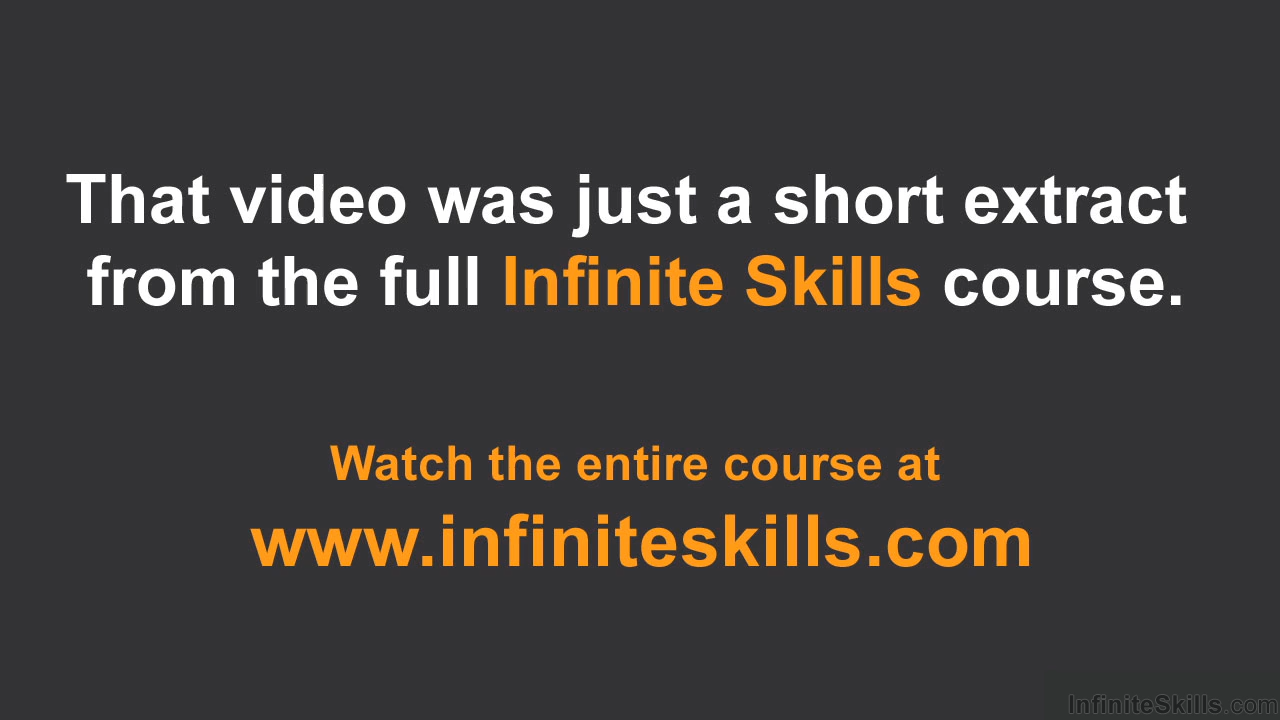 That video was just a short extract
from the full Infinite Skills course.
Watch the entire course at
www.infiniteskills.com
InfiniteSkills.com